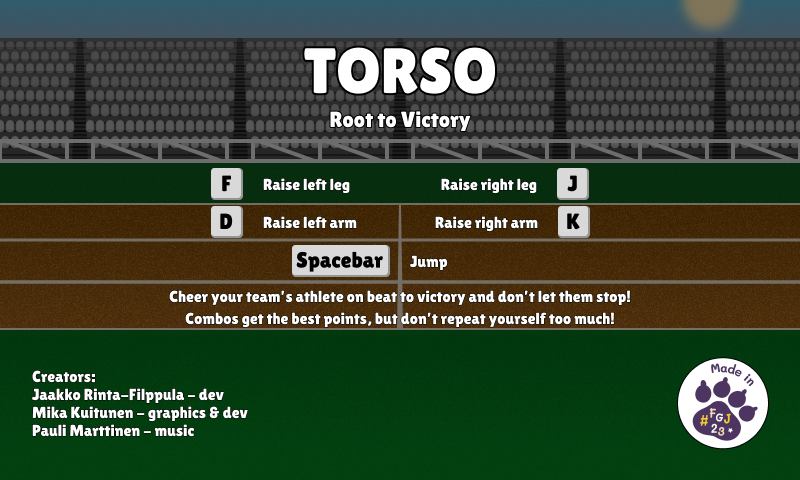 TORSO
Root to Victory
F Raise left leg Raise right leg J
D Raise left arm Raise right arm K
Spacebar Jump
Cheer your team's athlete on beat to victory and don't let them stop!
Combos get the best points, but don't repeat yourself too much!
Creators:
Jaakko Rinta-Filppula - dev
Mika Kuitunen - graphics & dev
Pauli Marttinen - music
Made in
#FGJ
23